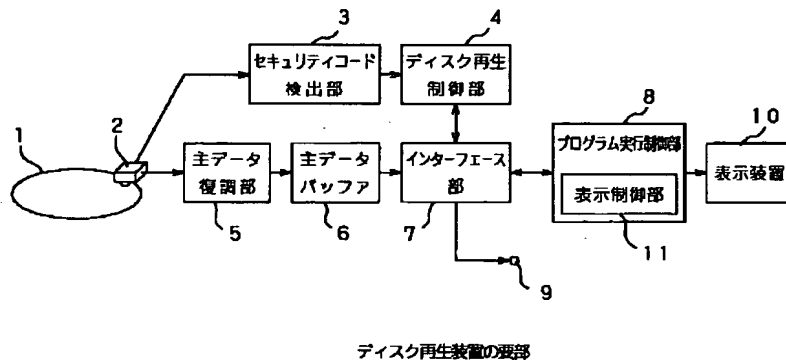 3
セキュリティコード
検出部
4
ディスク再生
制御部
8
プログラム実行制御部
表示制御部
11
10
表示装置
1
2
主データ
復調部
5
主データ
バッファ
6
インターフェース
部
7
9
ディスク再生装置の要部